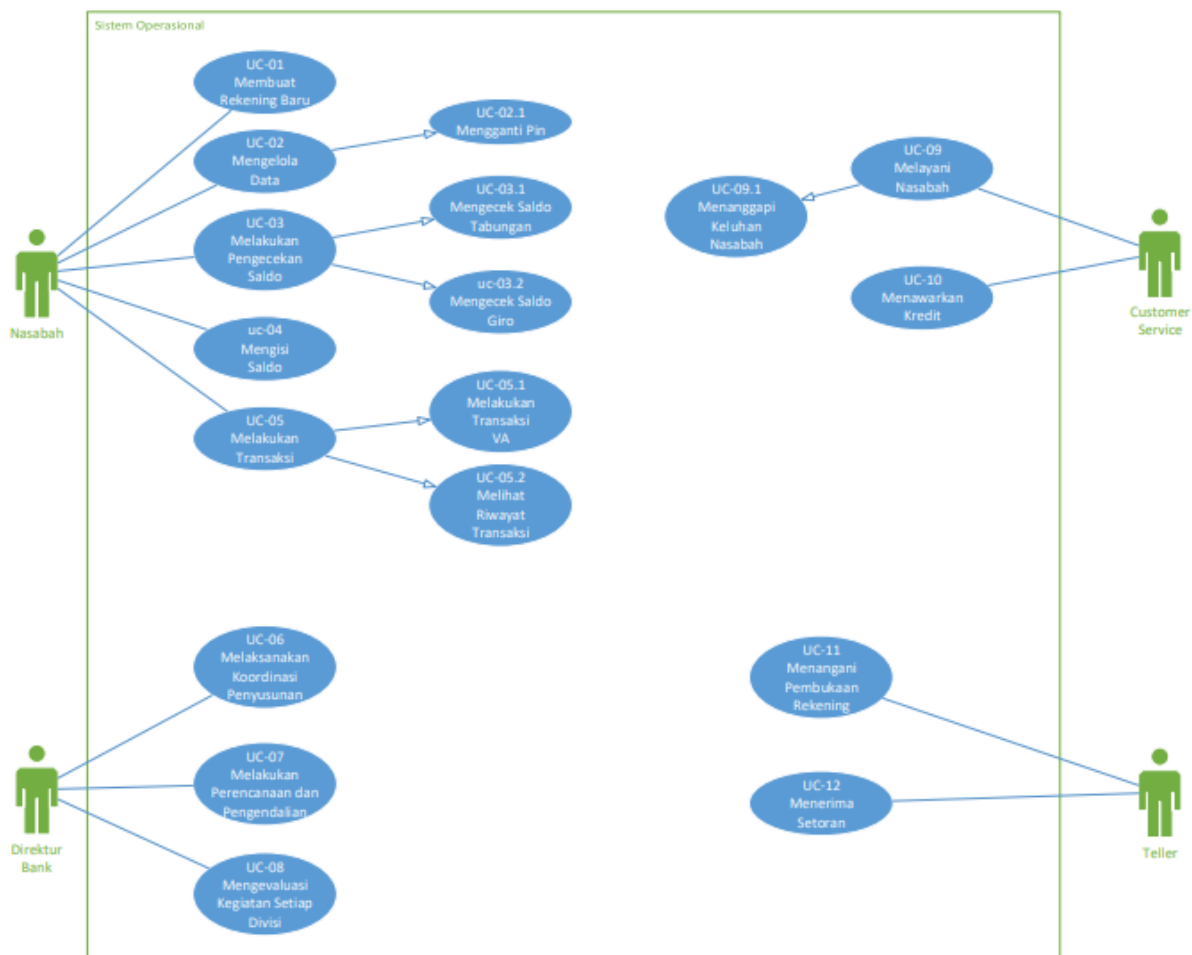 Sistem Operasional
UC-01
Membuat
Rekening Baru
UC-02
Mengelola
Data
UC-02.1
Mengganti Pin
UC-03
Melakukan
Pengecekan
Saldo
UC-03.1
Mengecek Saldo
Tabungan
uc-03.2
Mengecek Saldo
Giro
uc-04
Mengisi
Saldo
UC-05
Melakukan
Transaksi
UC-05.1
Melakukan
Transaksi
VA
UC-05.2
Melihat
Riwayat
Transaksi
Nasabah
UC-09
Melayani
Nasabah
UC-09.1
Menanggapi
Keluhan
Nasabah
UC-10
Menawarkan
Kredit
Customer
Service
UC-06
Melaksanakan
Koordinasi
Penyusunan
UC-07
Melakukan
Perencanaan dan
Pengendalian
UC-08
Mengevaluasi
Kegiatan Setiap
Divisi
Direktur
Bank
UC-11
Menangani
Pembukaan
Rekening
UC-12
Menerima
Setoran
Teller